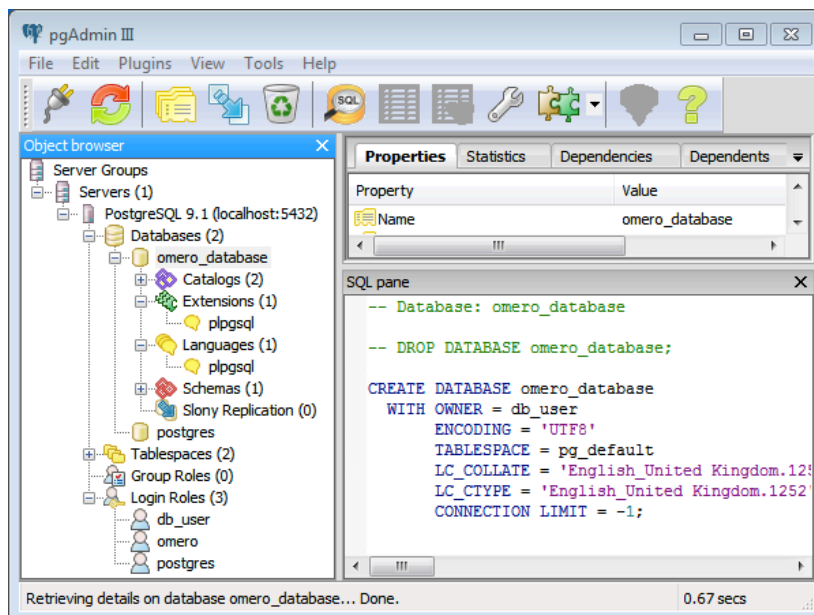 pgAdmin III
File Edit Plugins View Tools Help
SQL
Object browser
Server Groups
Servers (1)
PostgreSQL 9.1 (localhost:5432)
Databases (2)
omero_database
Catalogs (2)
Extensions (1)
plpgsql
Languages (1)
plpgsql
Schemas (1)
Slony Replication (0)
postgres
Tablespaces (2)
Group Roles (0)
Login Roles (3)
db_user
omero
postgres
Properties Statistics Dependencies Dependents
Property Value
Name omero_database
SQL pane
-- Database: omero_database
-- DROP DATABASE omero_database;
CREATE DATABASE omero_database
WITH OWNER = db_user
ENCODING = 'UTF8'
TABLESPACE = pg_default
LC_COLLATE = 'English_United Kingdom.125
LC_CTYPE = 'English_United Kingdom.1252'
CONNECTION LIMIT = -1;
Retrieving details on database omero_database... Done. 0.67 secs